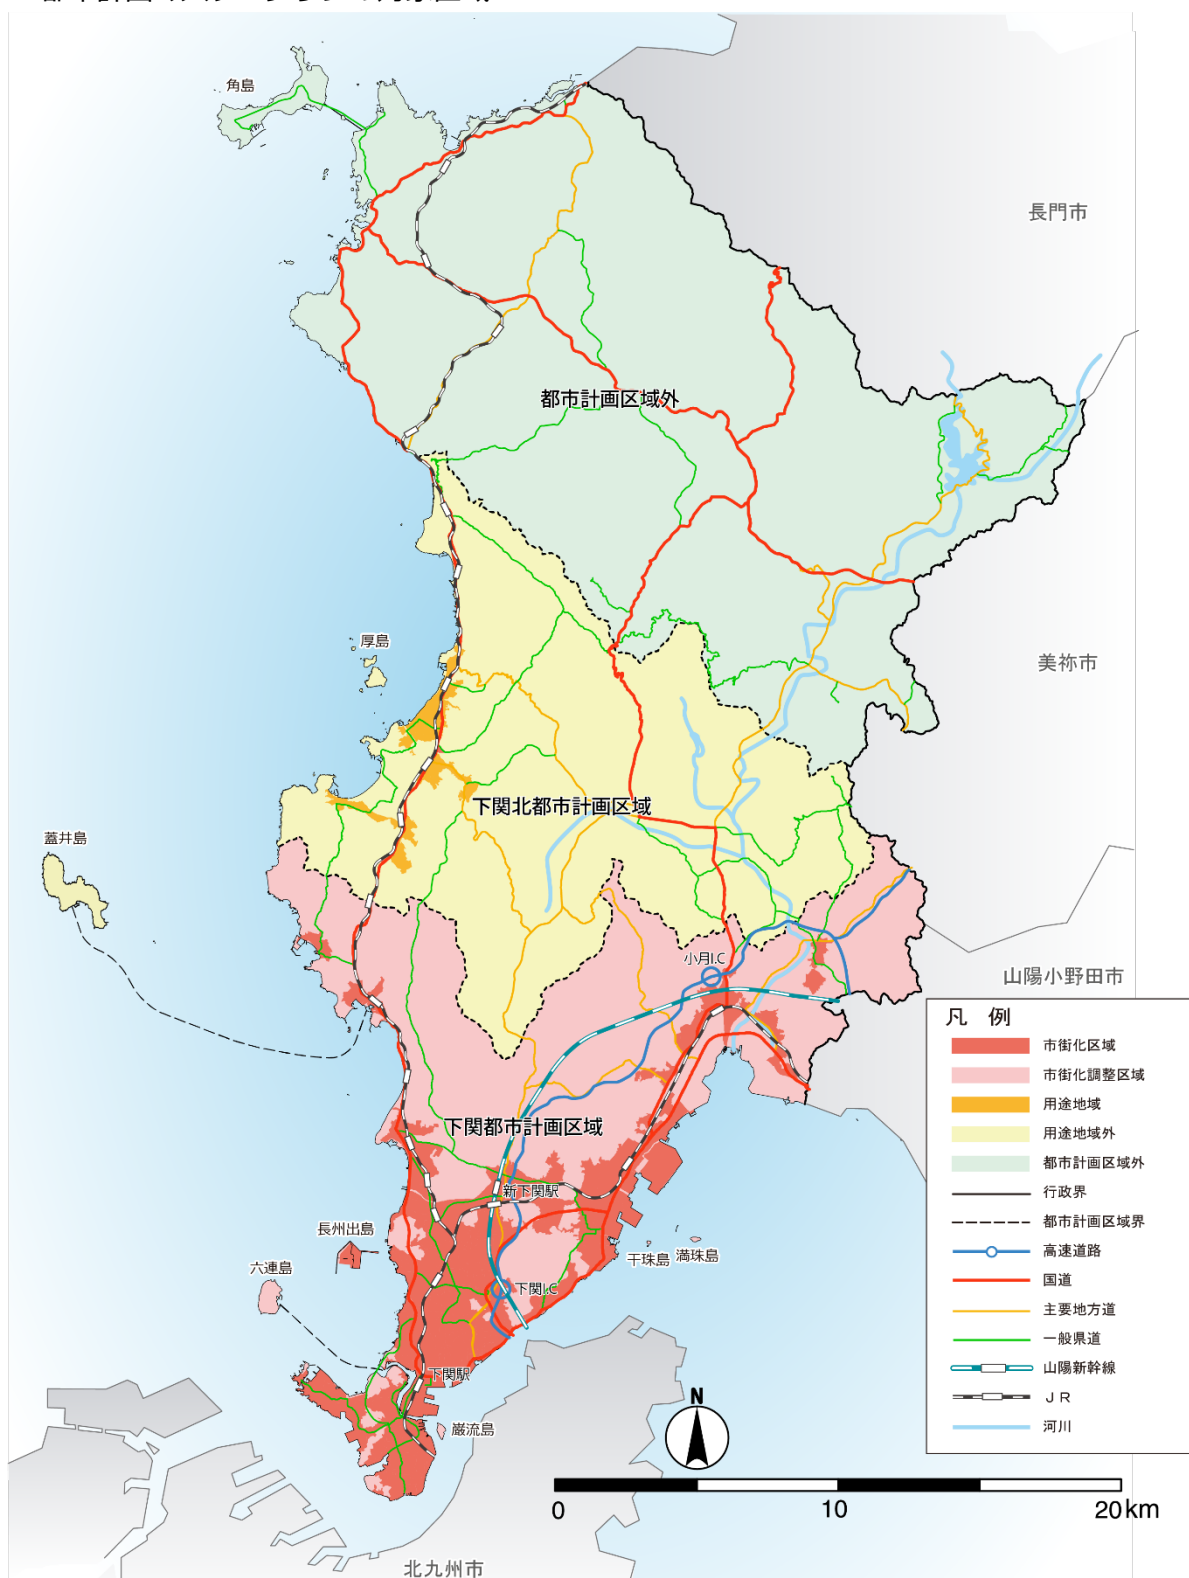 角島
長門市
都市計画区域外
厚島
美祢市
下関北都市計画区域
蓋井島
小月I.C
山陽小野田市
下関都市計画区域
新下関駅
長州出島
干珠島
満珠島
六連島
下関I.C
下関駅
巌流島
北九州市
凡 例
市街化区域
市街化調整区域
用途地域
用途地域外
都市計画区域外
行政界
都市計画区域界
高速道路
国道
主要地方道
一般県道
山陽新幹線
ＪＲ
河川
N
0 10 20km